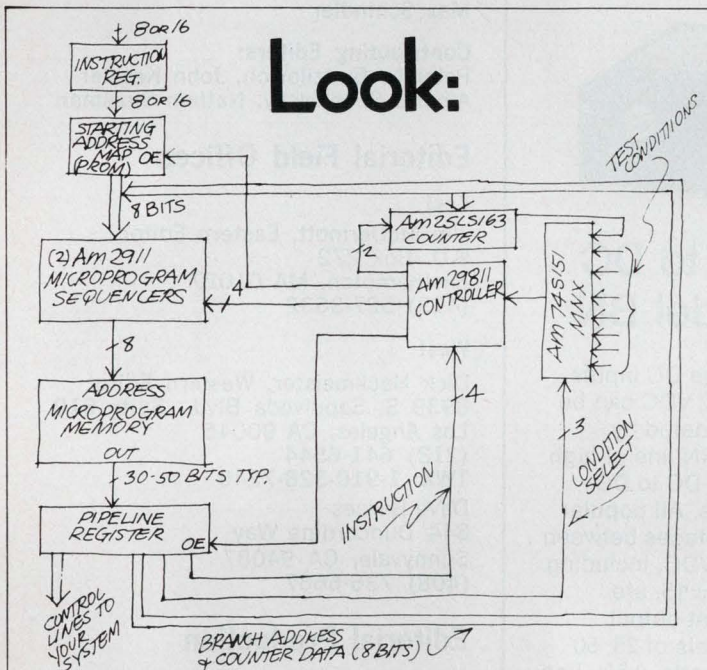 8 OR 16
Look:
INSTRUCTION
REG.
8 OR 16
STARTING
ADDRESS
MAP
(PROM)
OE
8 BITS
TEST
CONDITIONS
(2) Am 2911
MICROPROGRAM
SEQUENCERS
4
2
Am25LS163
COUNTER
Am 29811
CONTROLLER
Am 74S151
MNX
8
4
3
ADDRESS
MICROPROGRAM
MEMORY
OUT
30-50 BITS TYP.
INSTRUCTION
CONDITION
SELECT
PIPELINE
REGISTER
OE
CONTROL
LINES TO
YOUR
SYSTEM
BRANCH ADDRESS
& COUNTER DATA (8 BITS)